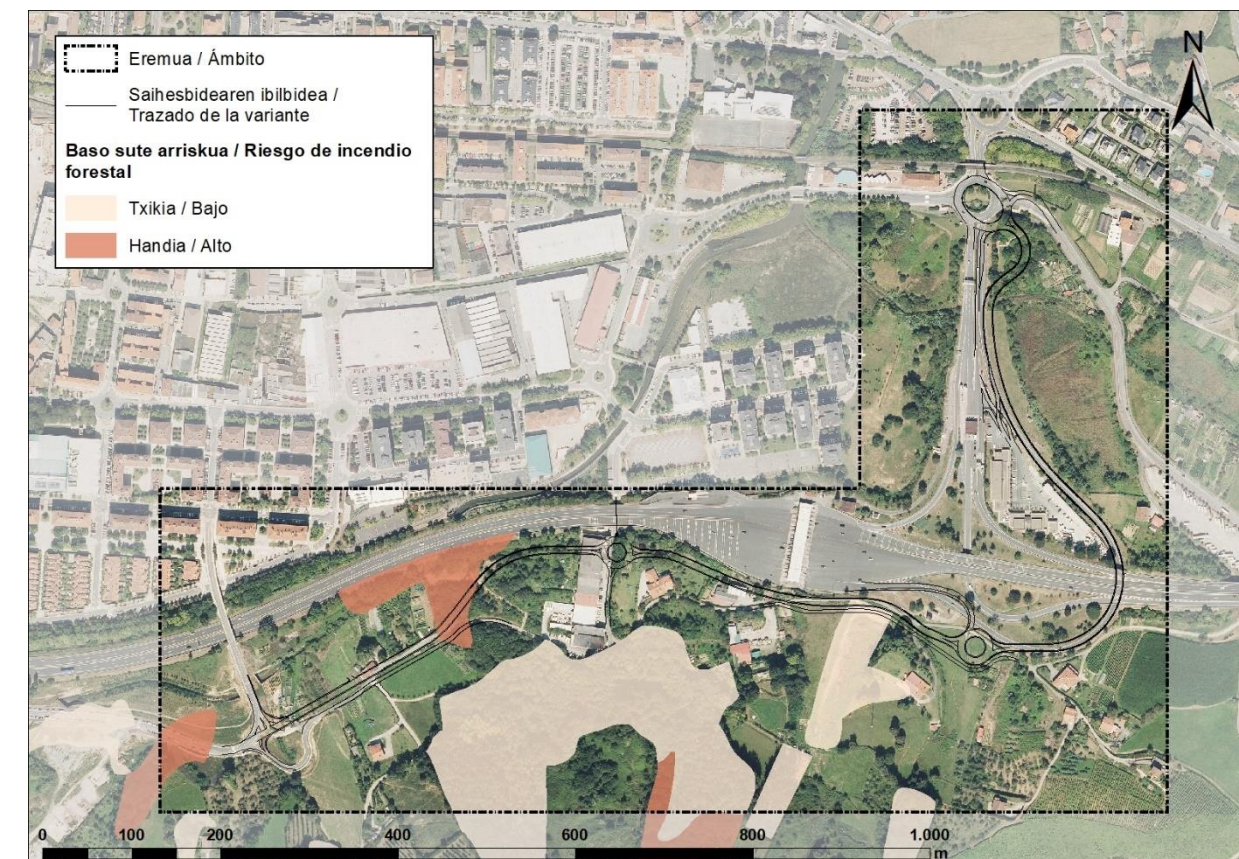 Eremua / Ámbito
Saihesbidearen ibilbidea /
Trazado de la variante
Baso sute arriskua / Riesgo de incendio
forestal
Txikia / Bajo
Handia / Alto
N
0 100 200 400 600 800 1.000
m